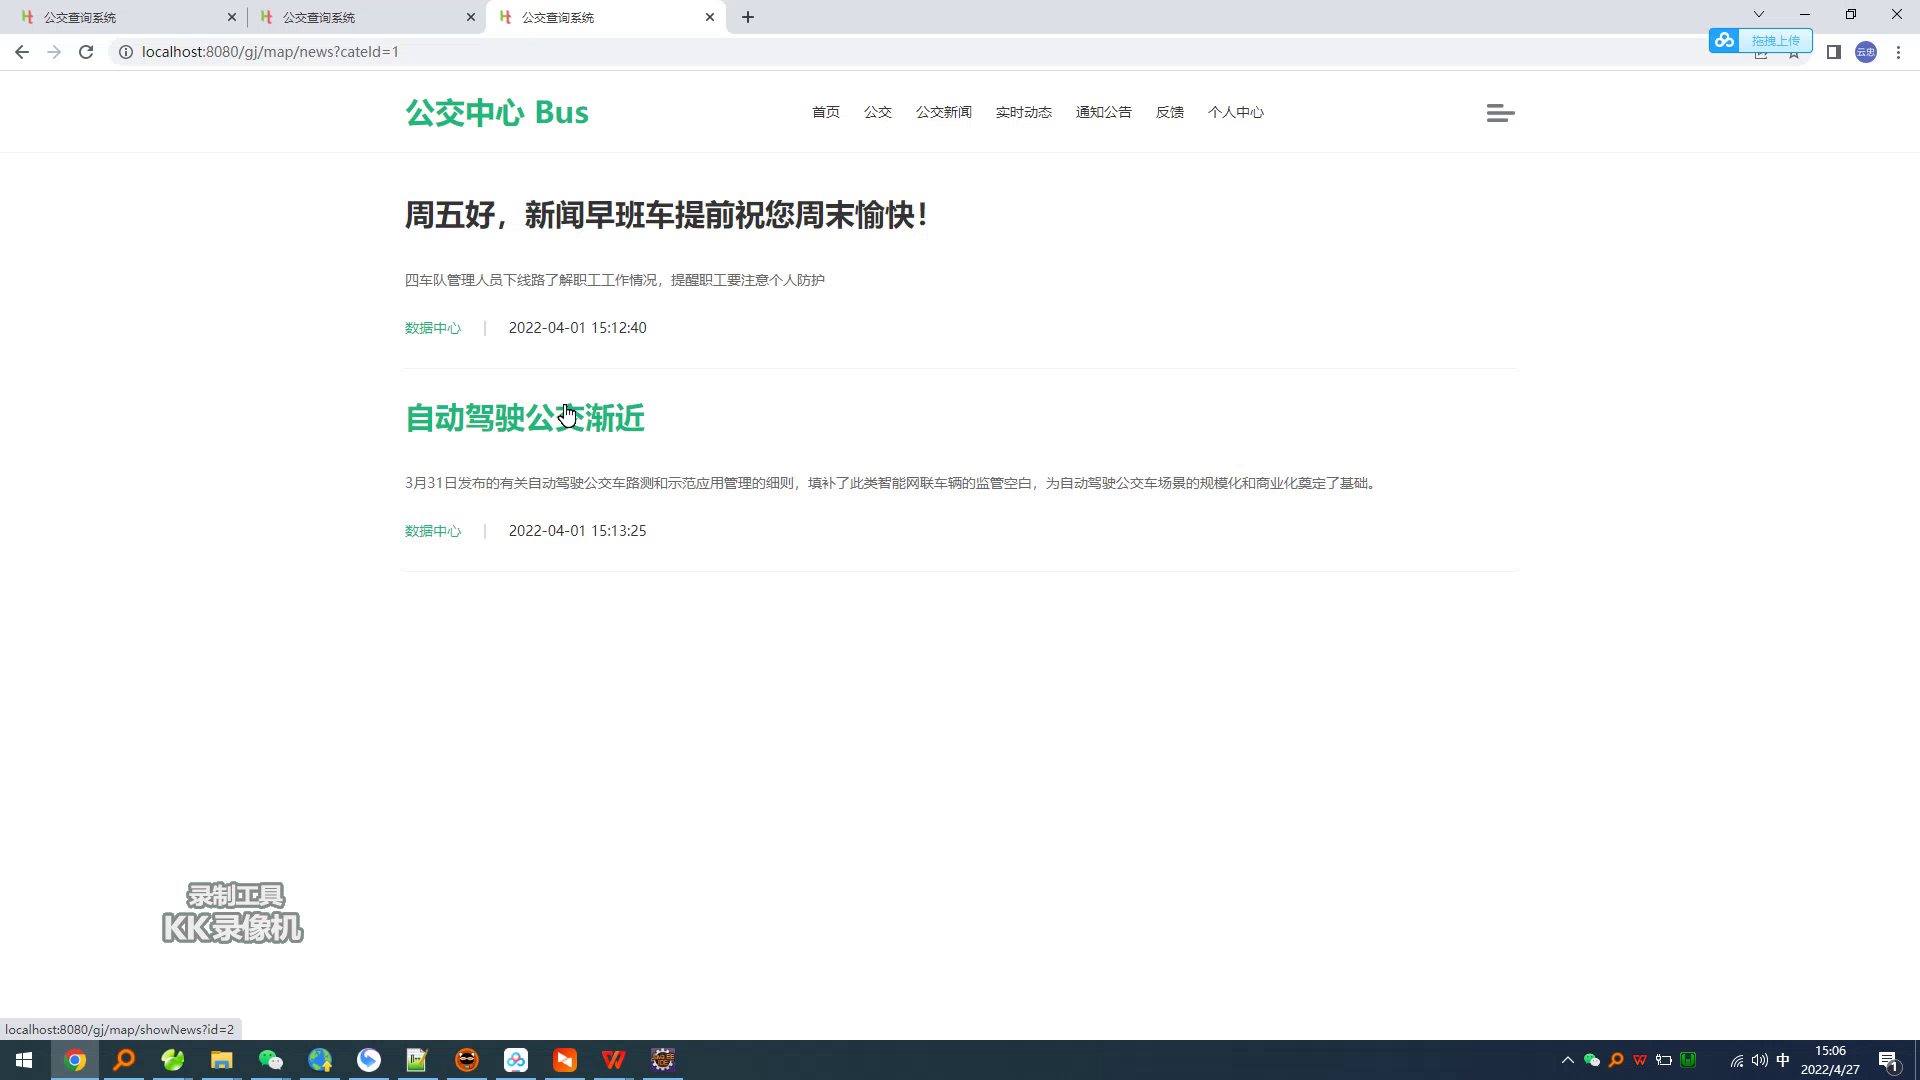 公交查询系统
公交查询系统
公交查询系统
localhost:8080/gj/map/news?cateId=1
拖拽上传
云忠
公交中心 Bus
首页 公交 公交新闻 实时动态 通知公告 反馈 个人中心
周五好，新闻早班车提前祝您周末愉快！
四车队管理人员下线路了解职工工作情况，提醒职工要注意个人防护
数据中心 | 2022-04-01 15:12:40
自动驾驶公交渐近
3月31日发布的有关自动驾驶公交车路测和示范应用管理的细则，填补了此类智能网联车辆的监管空白，为自动驾驶公交车场景的规模化和商业化奠定了基础。
数据中心 | 2022-04-01 15:13:25
录制工具
KK录像机
localhost:8080/gj/map/showNews?id=2
中
15:06
2022/4/27
1